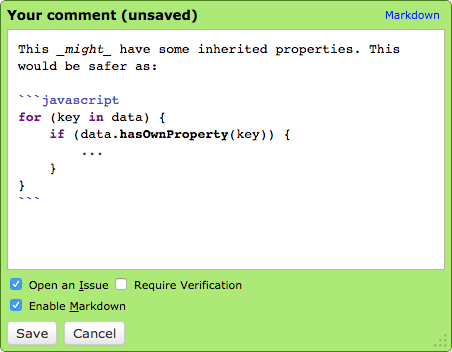 Your comment (unsaved) Markdown
This _might_ have some inherited properties. This
would be safer as:
```javascript
for (key in data) {
    if (data.hasOwnProperty(key)) {
        ...
    }
}
```
Open an Issue Require Verification
Enable Markdown
Save Cancel